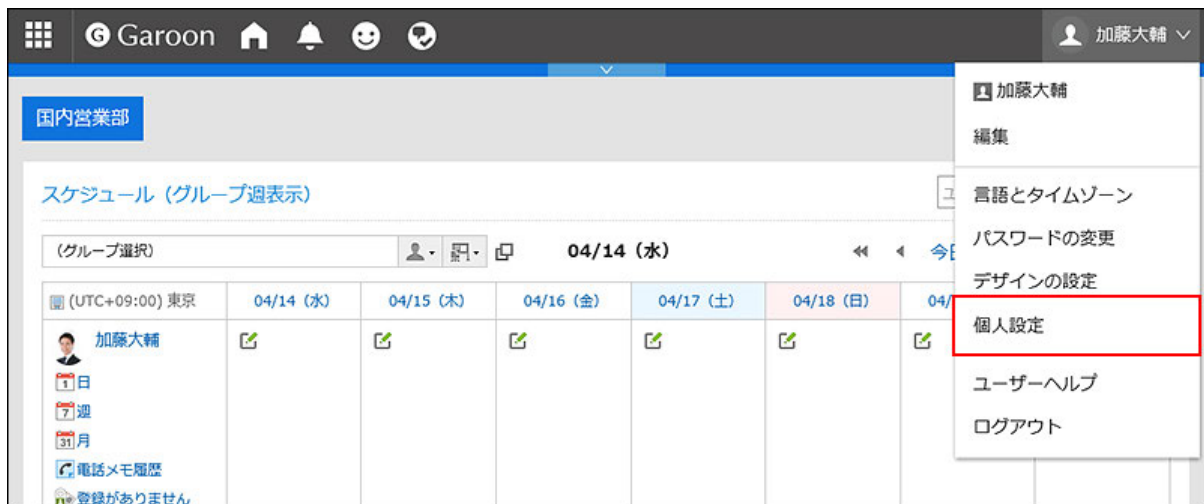 Garoon
加藤大輔
加藤大輔
編集
言語とタイムゾーン
パスワードの変更
デザインの設定
個人設定
ユーザーヘルプ
ログアウト
国内営業部
スケジュール（グループ週表示）
（グループ選択） 04/14（水） 今日
(UTC+09:00) 東京 04/14（水） 04/15（木） 04/16（金） 04/17（土） 04/18（日） 04/
加藤大輔
1 日
7 週
31 月
電話メモ履歴
登録がありません